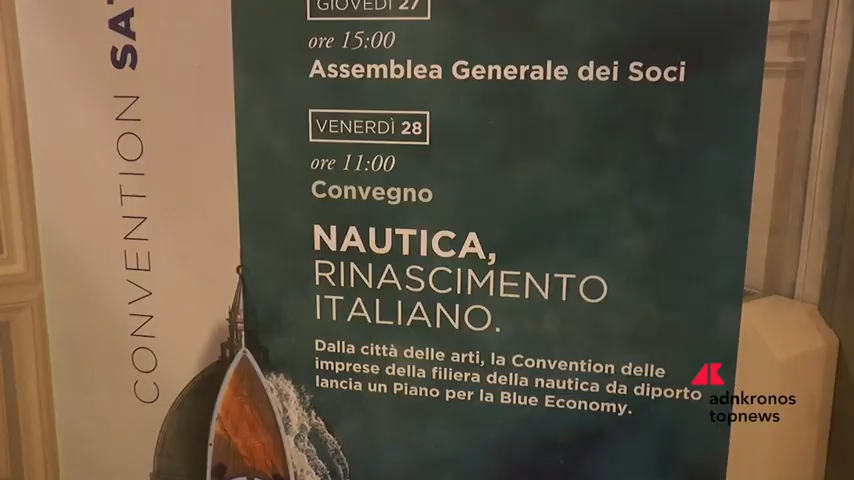 GIOVEDÌ 27
ore 15:00
Assemblea Generale dei Soci
VENERDÌ 28
ore 11:00
Convegno
NAUTICA,
RINASCIMENTO
ITALIANO.
Dalla città delle arti, la Convention delle
imprese della filiera della nautica da diporto
lancia un Piano per la Blue Economy.
CONVENTION
adnkronos
topnews